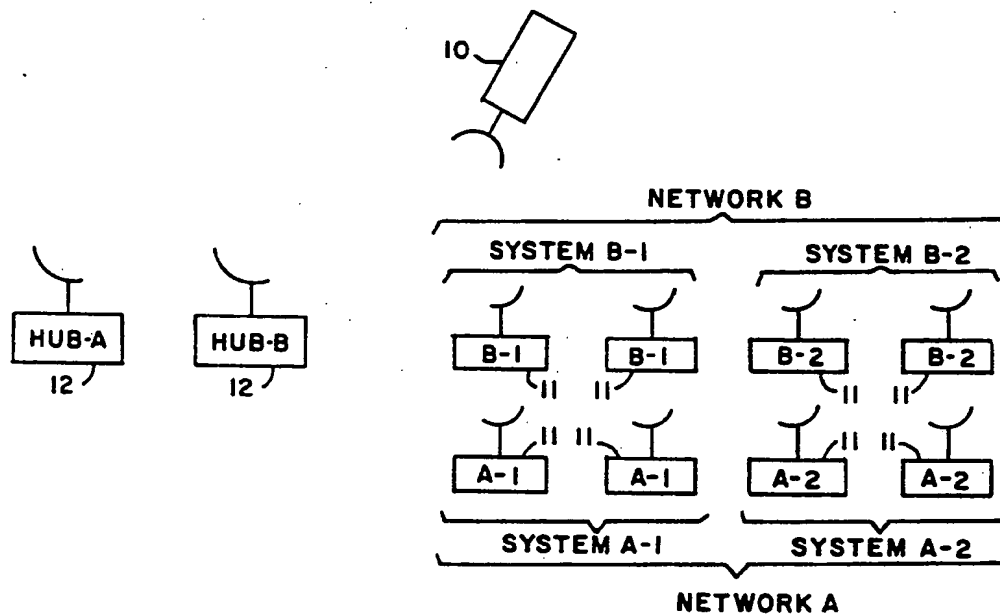 10
NETWORK B
SYSTEM B-1 SYSTEM B-2
HUB-A HUB-B B-1 B-1 B-2 B-2
12 12 11 11 11 11
11 11 11 11
A-1 A-1 A-2 A-2
SYSTEM A-1 SYSTEM A-2
NETWORK A